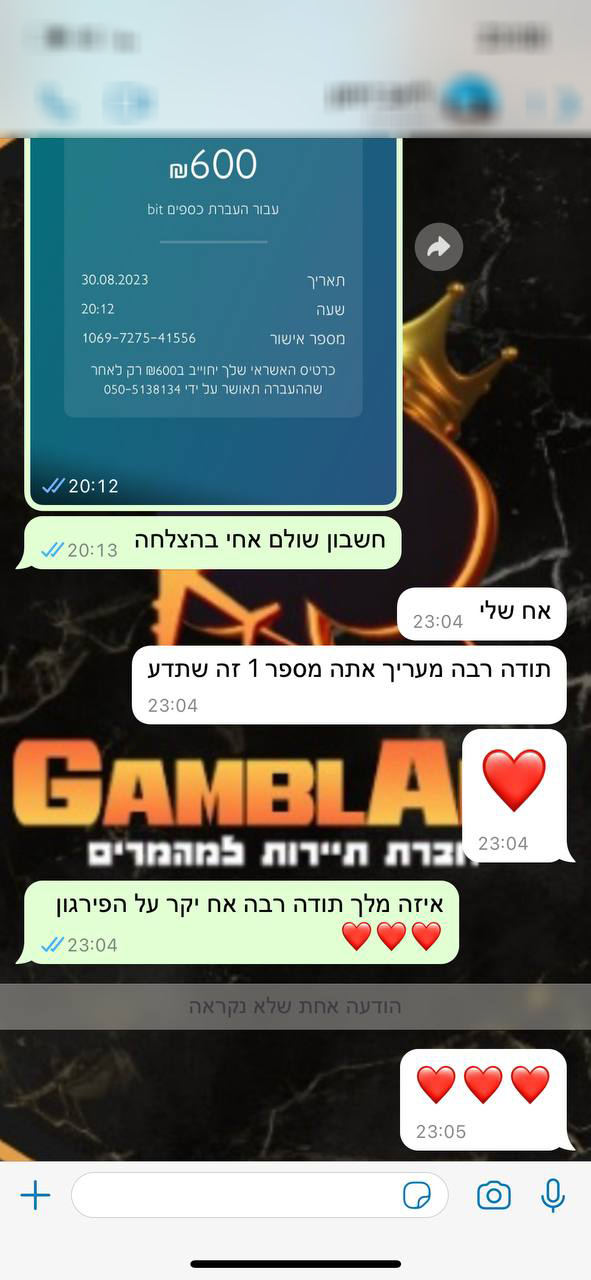 ₪600
עבור העברת כספים bit
תאריך 30.08.2023
שעה 20:12
מספר אישור 1069-7275-41556
כרטיס האשראי שלך יחוייב ב600₪ רק לאחר
שההעברה תאושר על ידי 050-5138134
20:12
חשבון שולם אחי בהצלחה 20:13
אח שלי 23:04
תודה רבה מעריך אתה מספר 1 זה שתדע
23:04
GAMBLA
❤️
23:04
חברת תיירות למהמרים
איזה מלך תודה רבה אח יקר על הפירגון
❤️❤️❤️ 23:04
הודעה אחת שלא נקראה
❤️❤️❤️
23:05